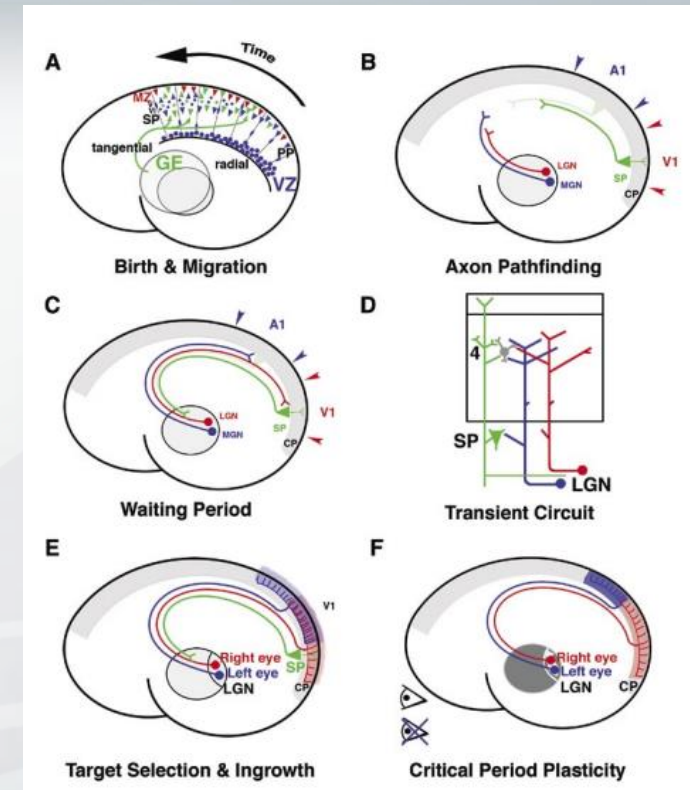 A
Time
MZ
SP
tangential
GE
radial
PP
VZ
Birth & Migration
B
A1
LGN
MGN
SP
V1
CP
Axon Pathfinding
C
A1
LGN
MGN
SP
V1
CP
Waiting Period
D
4
SP
LGN
Transient Circuit
E
V1
Right eye
SP
Left eye
LGN
CP
Target Selection & Ingrowth
F
Right eye
Left eye
LGN
CP
Critical Period Plasticity